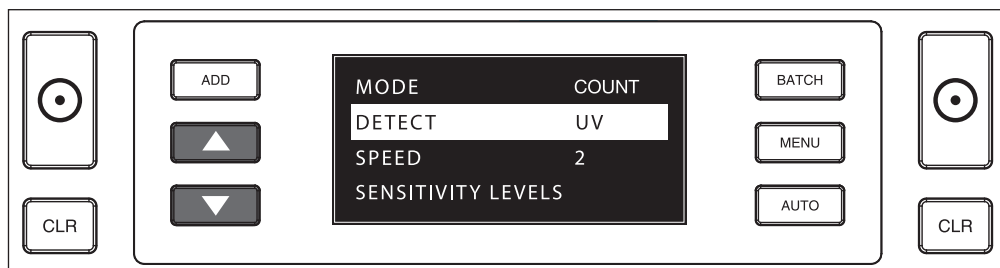 ADD
MODE COUNT
DETECT UV
SPEED 2
SENSITIVITY LEVELS
BATCH
MENU
AUTO
CLR
CLR